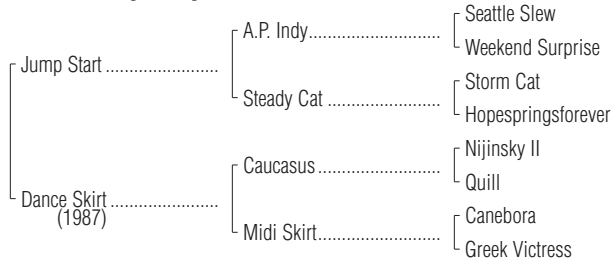 Seattle Slew
A.P. Indy....................................
Weekend Surprise
Jump Start ..........................
Storm Cat
Steady Cat ..............................
Hopespringsforever
Nijinsky II
Caucasus ................................
Quill
Dance Skirt .........................
(1987)
Canebora
Midi Skirt................................
Greek Victress